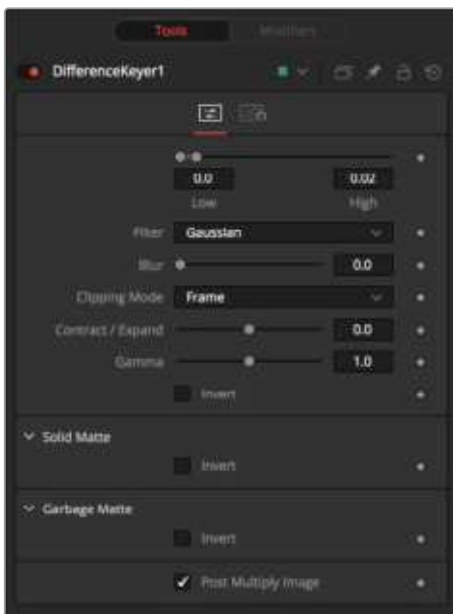 Tools Modifiers
DifferenceKeyer1
0.0 0.02
Low High
Filter Gaussian
Blur 0.0
Clipping Mode Frame
Contract / Expand 0.0
Gamma 1.0
Invert
Solid Matte
Invert
Garbage Matte
Invert
Post Multiply Image